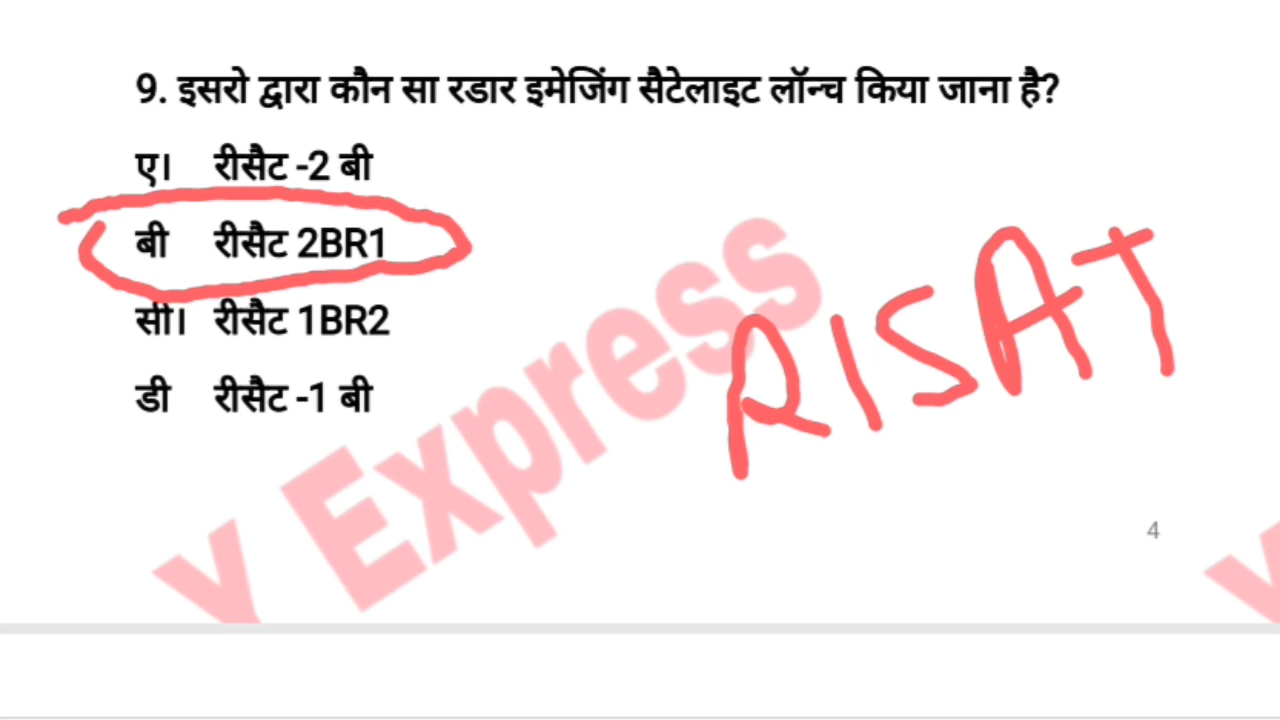 9. इसरो द्वारा कौन सा रडार इमेजिंग सैटेलाइट लॉन्च किया जाना है?
ए। रीसैट -2 बी
बी रीसैट 2BR1
सी। रीसैट 1BR2
डी रीसैट -1 बी
RISAT
Y Express
4